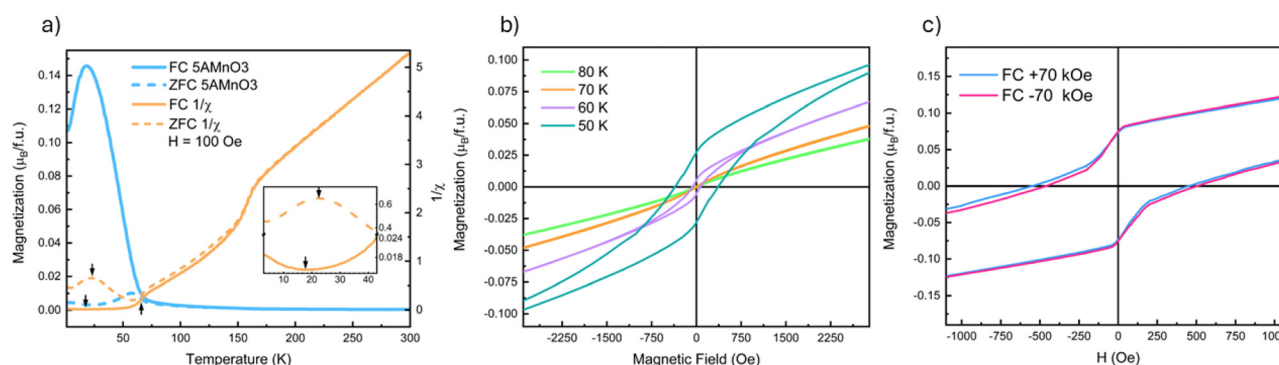 a)
FC 5AMnO3
ZFC 5AMnO3
FC 1/χ
ZFC 1/χ
H = 100 Oe
Magnetization (μB/f.u.)
0.14
0.12
0.10
0.08
0.06
0.04
0.02
0.00
50 100 150 200 250 300
Temperature (K)
5
4
3
2
1
0
1/χ
0.6
0.4
0.024
0.018
10 20 30 40
b)
80 K
70 K
60 K
50 K
Magnetization (μB/f.u.)
0.100
0.075
0.050
0.025
0.000
-0.025
-0.050
-0.075
-0.100
-2250 -1500 -750 0 750 1500 2250
Magnetic Field (Oe)
c)
FC +70 kOe
FC -70 kOe
Magnetization (μB/f.u.)
0.15
0.10
0.05
0.00
-0.05
-0.10
-0.15
-1000 -500 0 500
H (Oe)